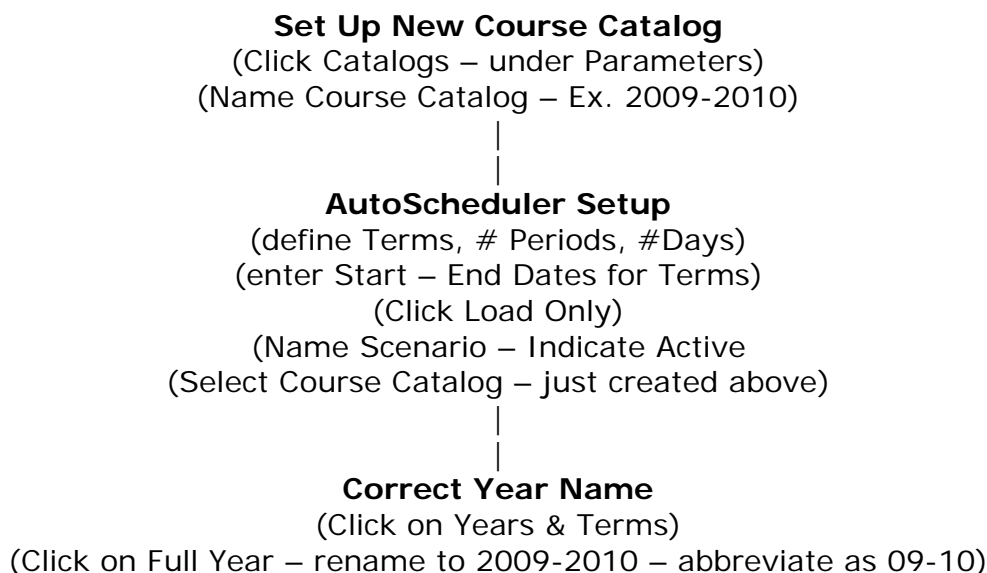 Set Up New Course Catalog
(Click Catalogs – under Parameters)
(Name Course Catalog – Ex. 2009-2010)
|
|
AutoScheduler Setup
(define Terms, # Periods, #Days)
(enter Start – End Dates for Terms)
(Click Load Only)
(Name Scenario – Indicate Active
(Select Course Catalog – just created above)
|
|
Correct Year Name
(Click on Years & Terms)
(Click on Full Year – rename to 2009-2010 – abbreviate as 09-10)